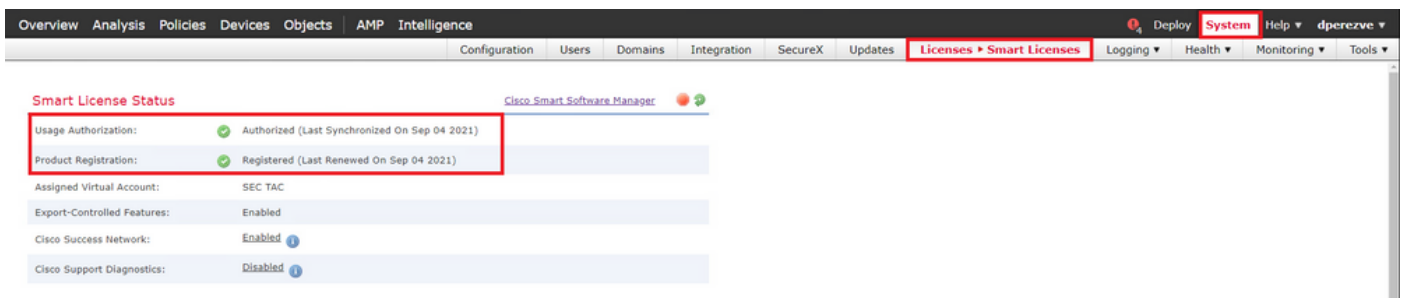 Overview Analysis Policies Devices Objects AMP Intelligence 4 Deploy System Help ▾ dperezve ▾
Configuration Users Domains Integration SecureX Updates Licenses ▸ Smart Licenses Logging ▾ Health ▾ Monitoring ▾ Tools ▾
Smart License Status Cisco Smart Software Manager
Usage Authorization: Authorized (Last Synchronized On Sep 04 2021)
Product Registration: Registered (Last Renewed On Sep 04 2021)
Assigned Virtual Account: SEC TAC
Export-Controlled Features: Enabled
Cisco Success Network: Enabled
Cisco Support Diagnostics: Disabled